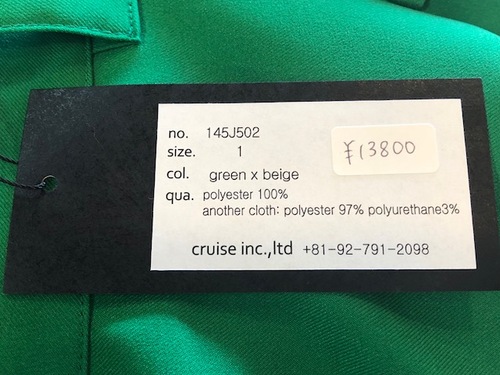 no. 145J502
size. 1
¥13800
col. green x beige
qua. polyester 100%
another cloth: polyester 97% polyurethane3%
cruise inc.,ltd +81-92-791-2098